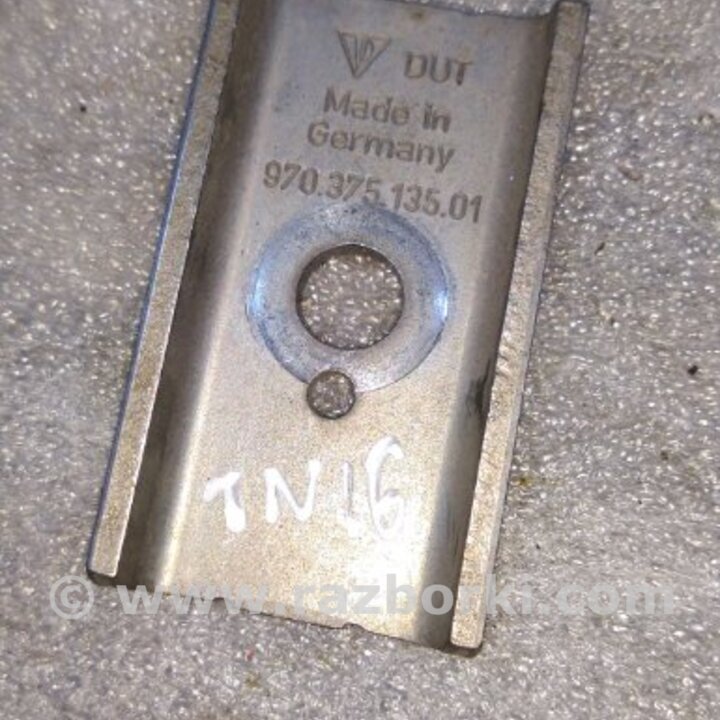 DUT
Made in
Germany
970.375.135.01
TN16
© www.razborki.com